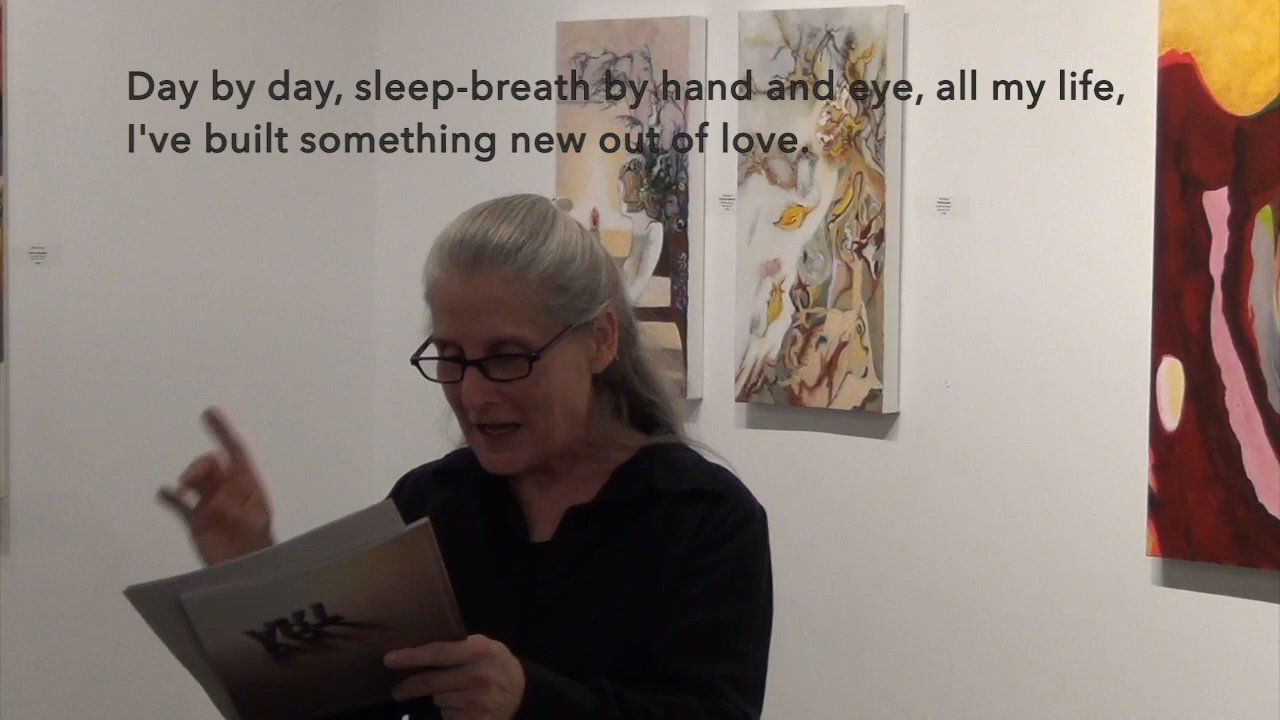 Day by day, sleep-breath by hand and eye, all my life,
I've built something new out of love.